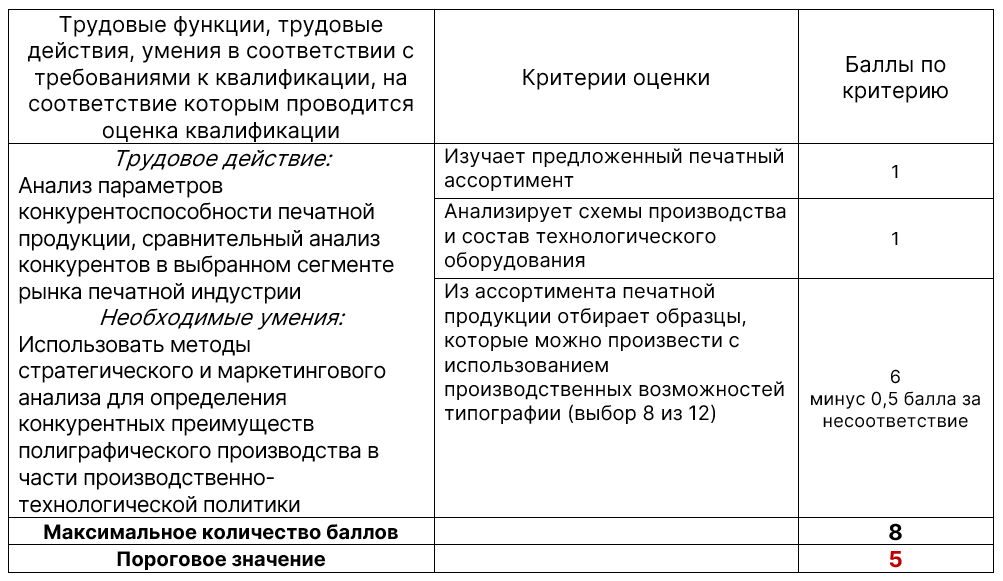 Трудовые функции, трудовые
действия, умения в соответствии с
требованиями к квалификации, на
соответствие которым проводится
оценка квалификации
Критерии оценки
Баллы по
критерию
Трудовое действие:
Анализ параметров
конкурентоспособности печатной
продукции, сравнительный анализ
конкурентов в выбранном сегменте
рынка печатной индустрии
Необходимые умения:
Использовать методы
стратегического и маркетингового
анализа для определения
конкурентных преимуществ
полиграфического производства в
части производственно-
технологической политики
Изучает предложенный печатный
ассортимент
1
Анализирует схемы производства
и состав технологического
оборудования
1
Из ассортимента печатной
продукции отбирает образцы,
которые можно произвести с
использованием
производственных возможностей
типографии (выбор 8 из 12)
6
минус 0,5 балла за
несоответствие
Максимальное количество баллов
8
Пороговое значение
5